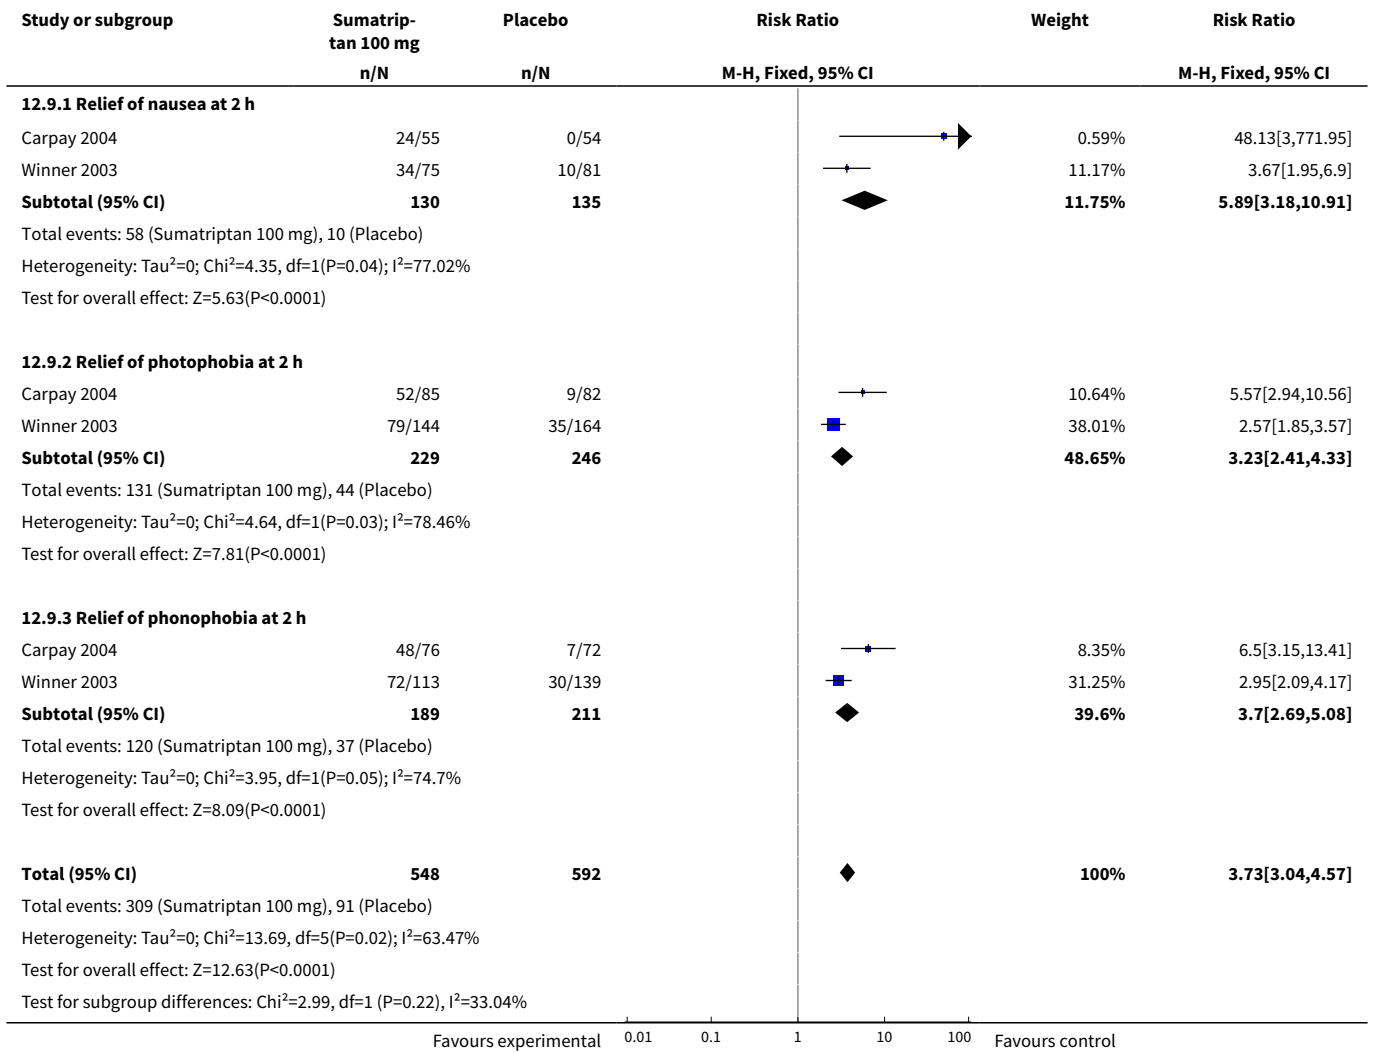 Study or subgroup Sumatrip- Placebo Risk Ratio Weight Risk Ratio
tan 100 mg
n/N n/N M-H, Fixed, 95% CI M-H, Fixed, 95% CI
12.9.1 Relief of nausea at 2 h
Carpay 2004 24/55 0/54 0.59% 48.13[3,771.95]
Winner 2003 34/75 10/81 11.17% 3.67[1.95,6.9]
Subtotal (95% CI) 130 135 11.75% 5.89[3.18,10.91]
Total events: 58 (Sumatriptan 100 mg), 10 (Placebo)
Heterogeneity: Tau²=0; Chi²=4.35, df=1(P=0.04); I²=77.02%
Test for overall effect: Z=5.63(P<0.0001)
12.9.2 Relief of photophobia at 2 h
Carpay 2004 52/85 9/82 10.64% 5.57[2.94,10.56]
Winner 2003 79/144 35/164 38.01% 2.57[1.85,3.57]
Subtotal (95% CI) 229 246 48.65% 3.23[2.41,4.33]
Total events: 131 (Sumatriptan 100 mg), 44 (Placebo)
Heterogeneity: Tau²=0; Chi²=4.64, df=1(P=0.03); I²=78.46%
Test for overall effect: Z=7.81(P<0.0001)
12.9.3 Relief of phonophobia at 2 h
Carpay 2004 48/76 7/72 8.35% 6.5[3.15,13.41]
Winner 2003 72/113 30/139 31.25% 2.95[2.09,4.17]
Subtotal (95% CI) 189 211 39.6% 3.7[2.69,5.08]
Total events: 120 (Sumatriptan 100 mg), 37 (Placebo)
Heterogeneity: Tau²=0; Chi²=3.95, df=1(P=0.05); I²=74.7%
Test for overall effect: Z=8.09(P<0.0001)
Total (95% CI) 548 592 100% 3.73[3.04,4.57]
Total events: 309 (Sumatriptan 100 mg), 91 (Placebo)
Heterogeneity: Tau²=0; Chi²=13.69, df=5(P=0.02); I²=63.47%
Test for overall effect: Z=12.63(P<0.0001)
Test for subgroup differences: Chi²=2.99, df=1 (P=0.22), I²=33.04%
Favours experimental 0.01 0.1 1 10 100 Favours control